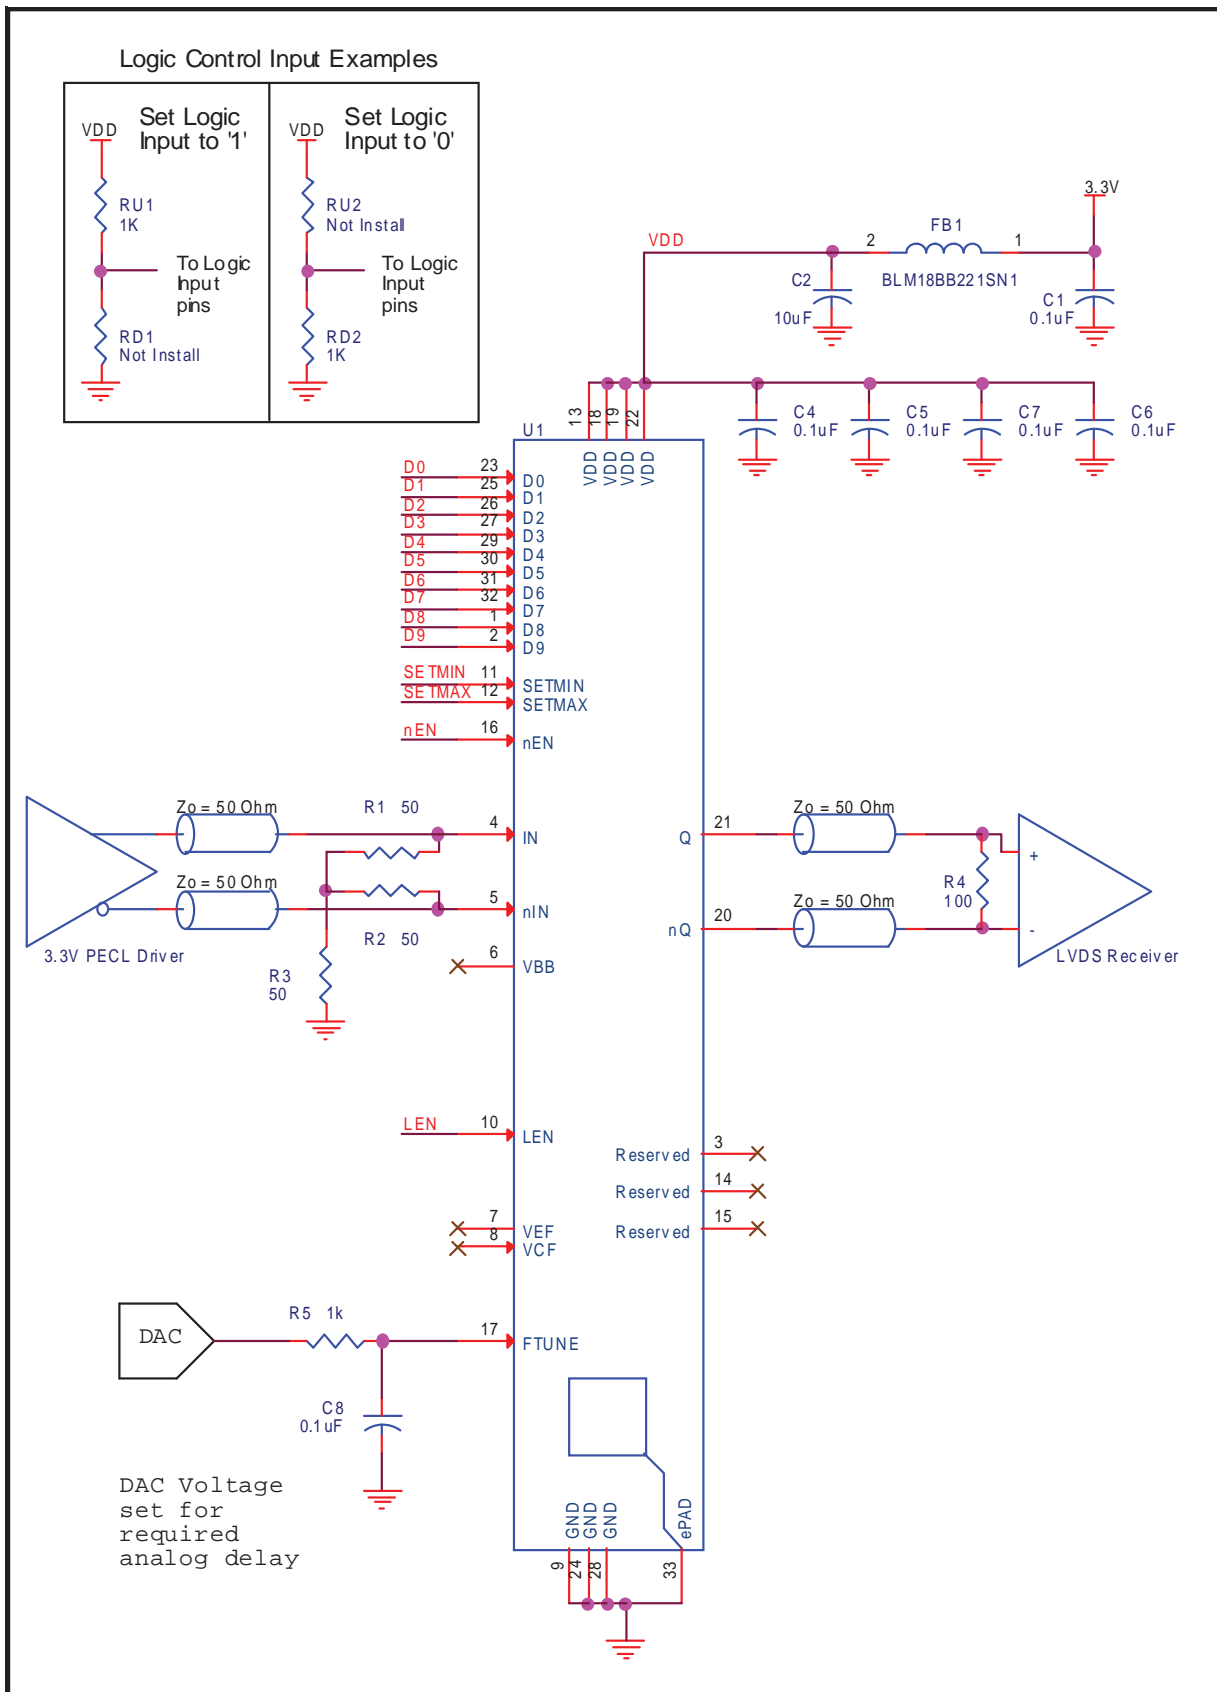 Logic Control Input Examples
Set Logic
Input to '1'
VDD
RU1
1K
To Logic
Input
pins
RD1
Not Install
Set Logic
Input to '0'
VDD
RU2
Not Install
To Logic
Input
pins
RD2
1K
3.3V
VDD
2
FB1
1
BLM18BB221SN1
C2
10uF
C1
0.1uF
C4
0.1uF
C5
0.1uF
C7
0.1uF
C6
0.1uF
U1
13
18
19
22
VDD
VDD
VDD
VDD
D0 23 D0
D1 25 D1
D2 26 D2
D3 27 D3
D4 29 D4
D5 30 D5
D6 31 D6
D7 32 D7
D8 1 D8
D9 2 D9
SETMIN 11 SETMIN
SETMAX 12 SETMAX
nEN 16 nEN
Zo = 50 Ohm
R1 50
4 IN
Zo = 50 Ohm
5 nIN
R2 50
3.3V PECL Driver
R3
50
6 VBB
Q 21
Zo = 50 Ohm
+
R4
100
nQ 20
Zo = 50 Ohm
-
LVDS Receiver
LEN 10 LEN
Reserved 3
Reserved 14
Reserved 15
7 VEF
8 VCF
DAC
R5 1k
17 FTUNE
C8
0.1uF
DAC Voltage
set for
required
analog delay
GND
GND
GND
ePAD
9
24
28
33